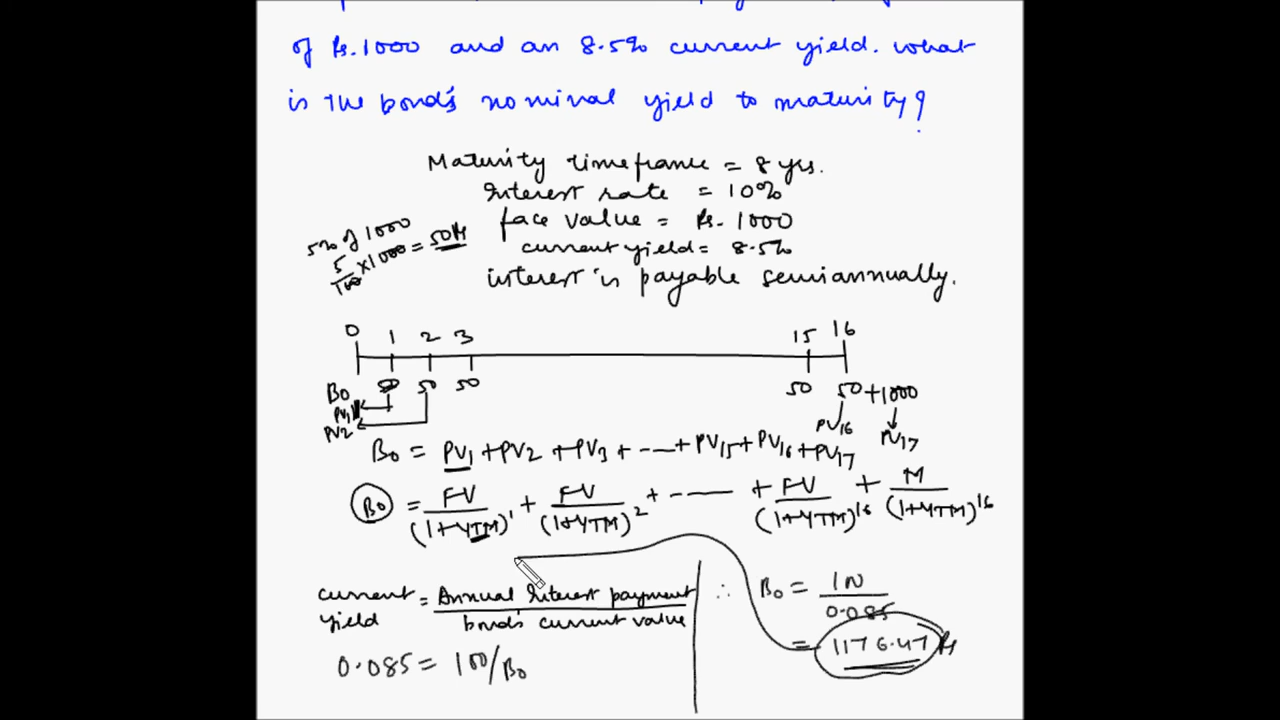 of Rs.1000 and an 8.5% current yield. what
is the bond's nominal yield to maturity?
Maturity timeframe = 8 yrs.
Interest rate = 10%
face value = Rs. 1000
current yield = 8.5%
interest is payable semiannually.
5% of 1000
5/100 × 1000 = 50 Rs
0 1 2 3 15 16
B0 50 50 50 50 50 + 1000
PV1
PV2
PV16 PV17
B0 = PV1 + PV2 + PV3 + ---- + PV15 + PV16 + PV17
B0 = FV/(1+YTM)^1 + FV/(1+YTM)^2 + ---- + FV/(1+YTM)^16 + M/(1+YTM)^16
current yield = Annual Interest payment / bond's current value
0.085 = 100/B0
∴ B0 = 100/0.085
= 1176.47 Rs